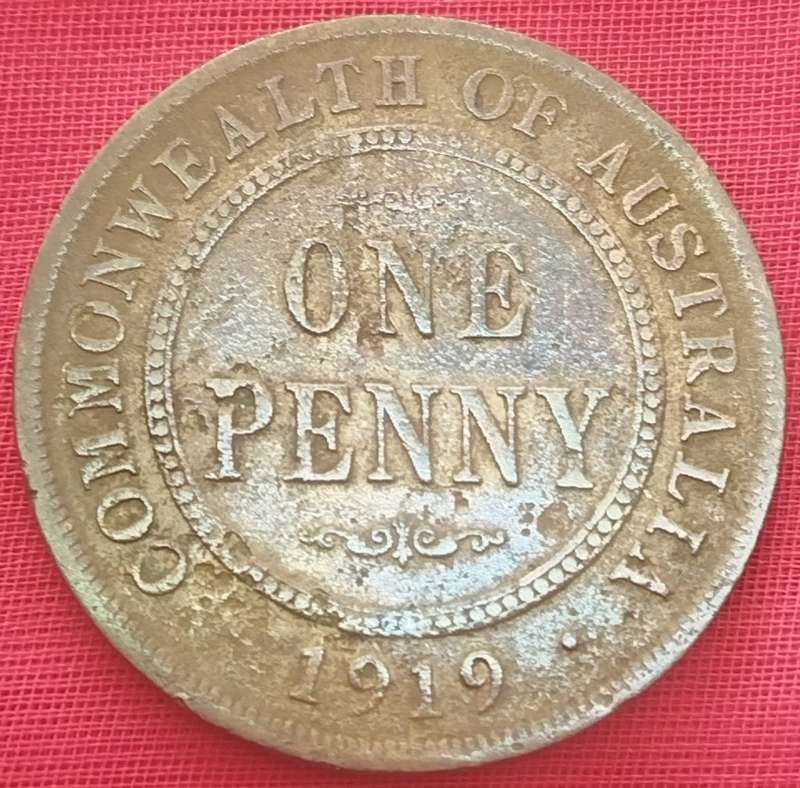 COMMONWEALTH OF AUSTRALIA
ONE
PENNY
1919